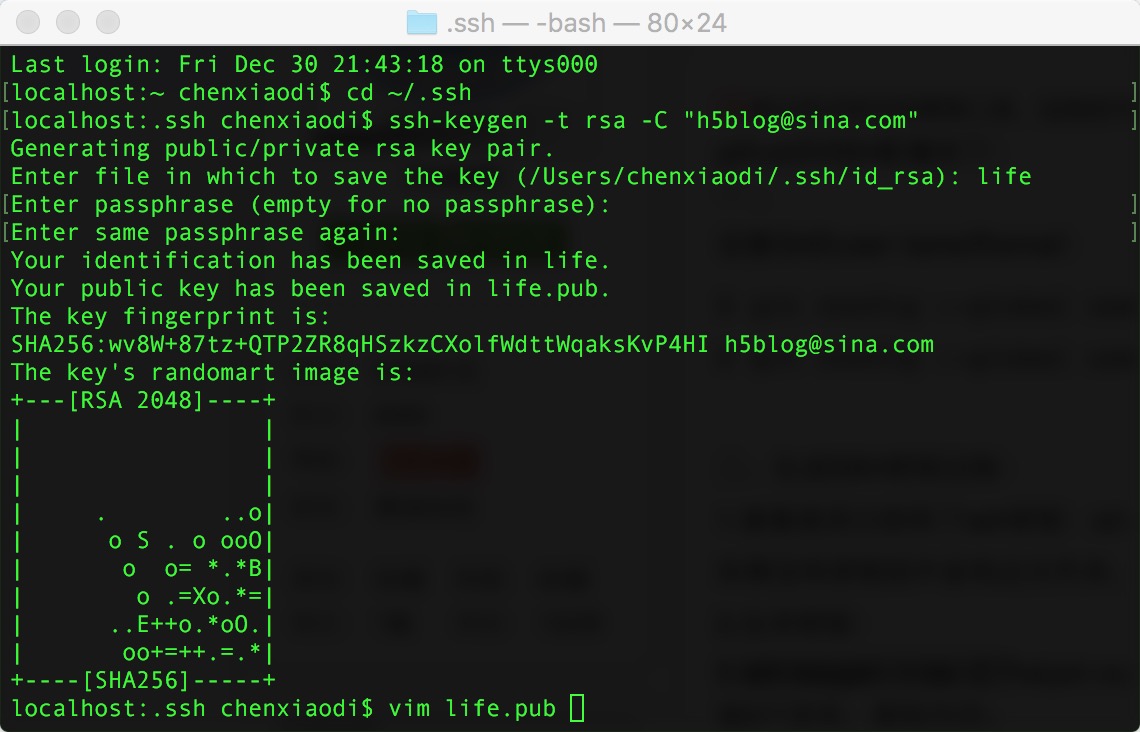 .ssh — -bash — 80×24
Last login: Fri Dec 30 21:43:18 on ttys000
[localhost:~ chenxiaodi$ cd ~/.ssh ]
[localhost:.ssh chenxiaodi$ ssh-keygen -t rsa -C "h5blog@sina.com" ]
Generating public/private rsa key pair.
Enter file in which to save the key (/Users/chenxiaodi/.ssh/id_rsa): life
[Enter passphrase (empty for no passphrase): ]
[Enter same passphrase again: ]
Your identification has been saved in life.
Your public key has been saved in life.pub.
The key fingerprint is:
SHA256:wv8W+87tz+QTP2ZR8qHSzkzCXolfWdttWqaksKvP4HI h5blog@sina.com
The key's randomart image is:
+---[RSA 2048]----+
|                 |
|                 |
|                 |
|     .        ..o|
|      o S . o ooO|
|       o  o= *.*B|
|        o .=Xo.*=|
|      ..E++o.*oO.|
|       oo+=++.=.*|
+----[SHA256]-----+
localhost:.ssh chenxiaodi$ vim life.pub